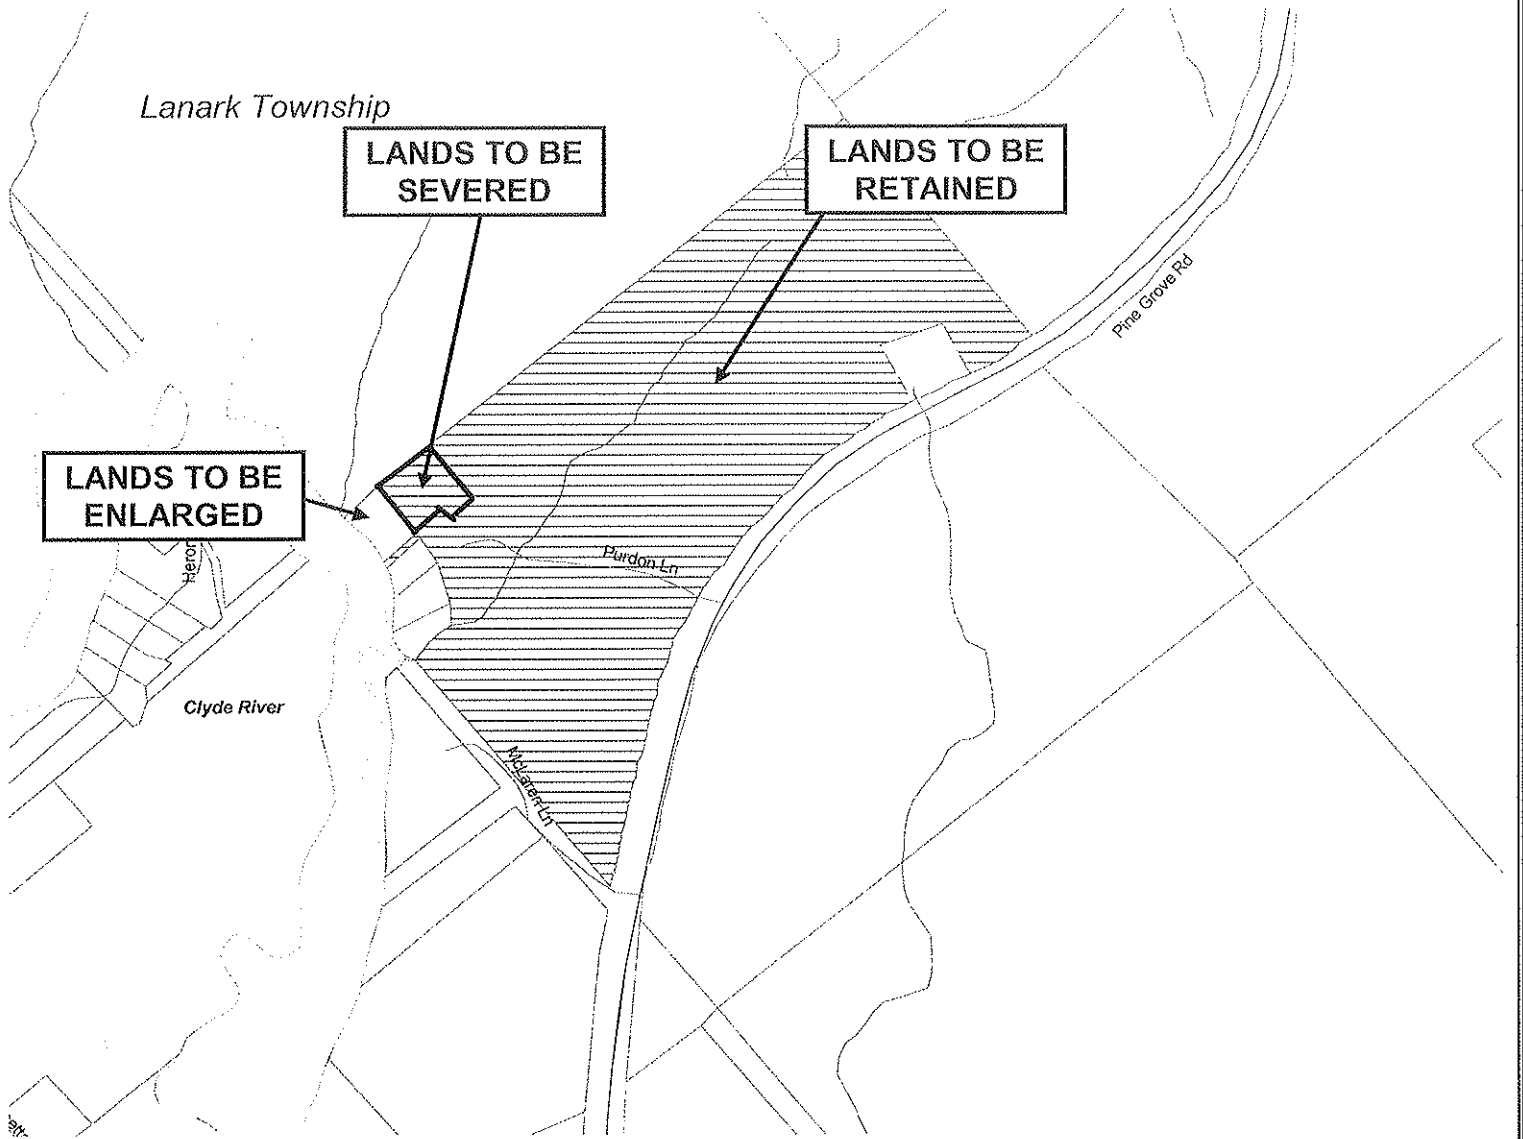 Lanark Township
LANDS TO BE
SEVERED
LANDS TO BE
RETAINED
Pine Grove Rd
LANDS TO BE
ENLARGED
Heron
Purdon Ln
Clyde River
McLaren Ln